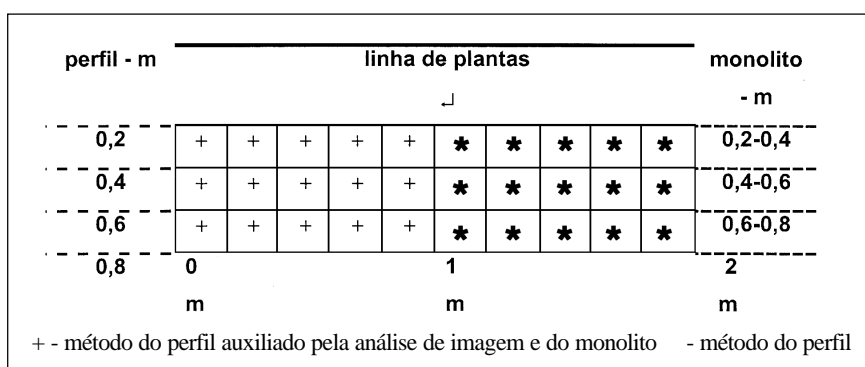 perfil - m linha de plantas monolito
↵ - m
0,2 + + + + + * * * * * 0,2-0,4
0,4 + + + + + * * * * * 0,4-0,6
0,6 + + + + + * * * * * 0,6-0,8
0,8 0 1 2
m m m
+ - método do perfil auxiliado pela análise de imagem e do monolito - método do perfil